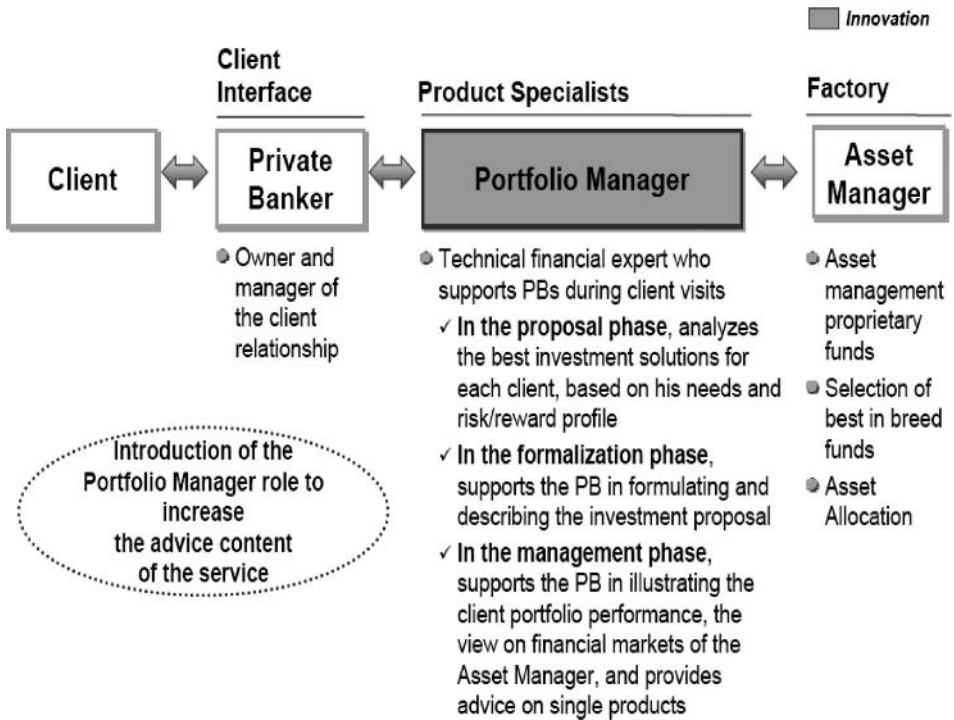 Innovation
Client
Interface
Product Specialists
Factory
Client
Private
Banker
Portfolio Manager
Asset
Manager
Owner and
manager of
the client
relationship
Technical financial expert who
supports PBs during client visits
✓ In the proposal phase, analyzes
the best investment solutions for
each client, based on his needs and
risk/reward profile
✓ In the formalization phase,
supports the PB in formulating and
describing the investment proposal
✓ In the management phase,
supports the PB in illustrating the
client portfolio performance, the
view on financial markets of the
Asset Manager, and provides
advice on single products
Asset
management
proprietary
funds
Selection of
best in breed
funds
Asset
Allocation
Introduction of the
Portfolio Manager role to
increase
the advice content
of the service